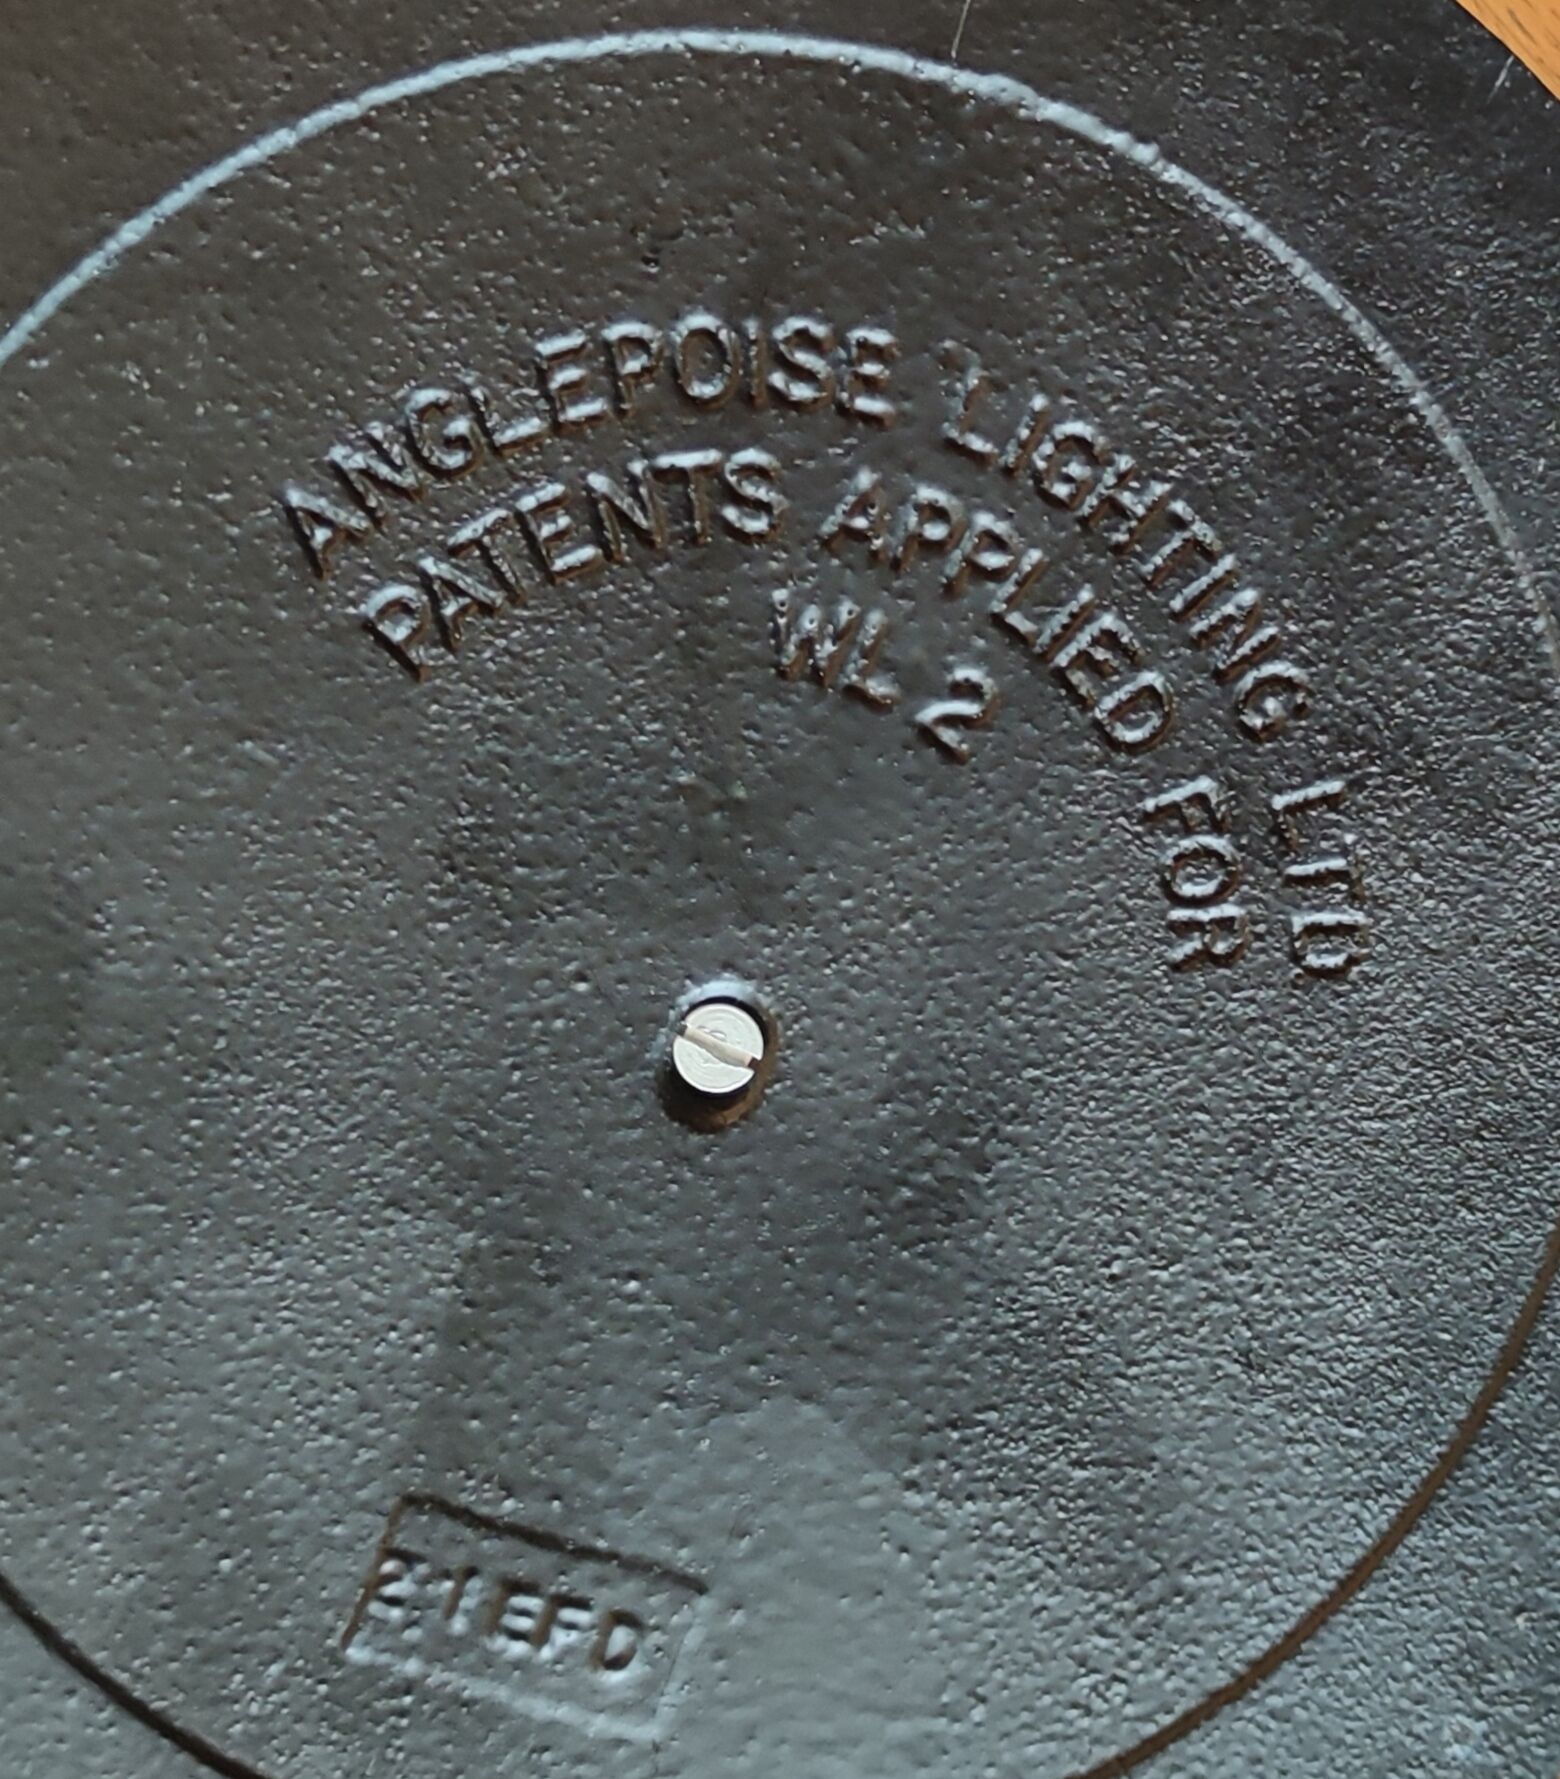 ANGLEPOISE LIGHTING LTD
PATENTS APPLIED FOR
WL 2
21EFD